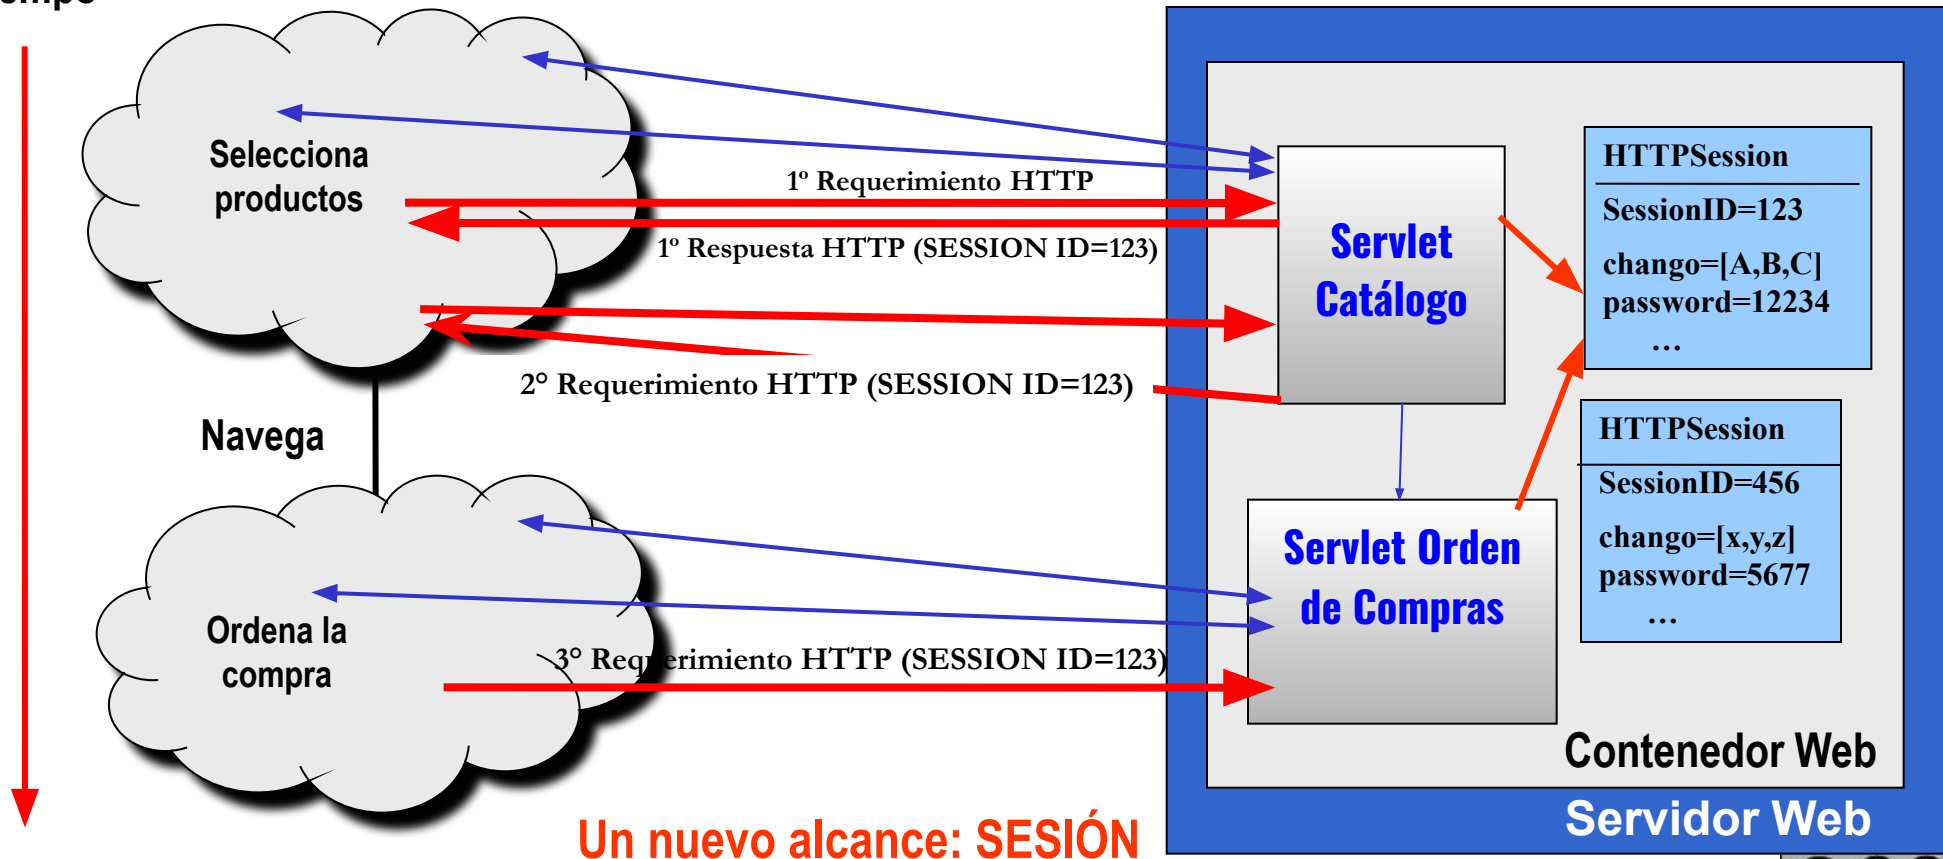 Selecciona
productos
1º Requerimiento HTTP
1º Respuesta HTTP (SESSION ID=123)
2° Requerimiento HTTP (SESSION ID=123)
Navega
Ordena la
compra
3° Requerimiento HTTP (SESSION ID=123)
Servlet
Catálogo
Servlet Orden
de Compras
HTTPSession
SessionID=123
chango=[A,B,C]
password=12234
…
HTTPSession
SessionID=456
chango=[x,y,z]
password=5677
…
Contenedor Web
Servidor Web
Un nuevo alcance: SESIÓN